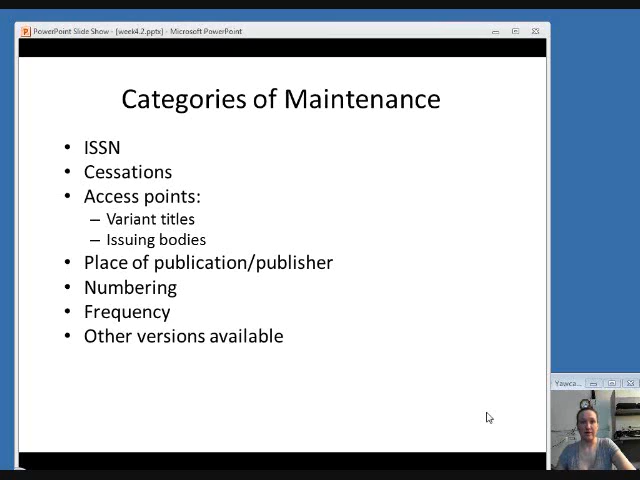 PowerPoint Slide Show - [week4.2.pptx] - Microsoft PowerPoint
Categories of Maintenance
• ISSN
• Cessations
• Access points:
– Variant titles
– Issuing bodies
• Place of publication/publisher
• Numbering
• Frequency
• Other versions available
Yawca...